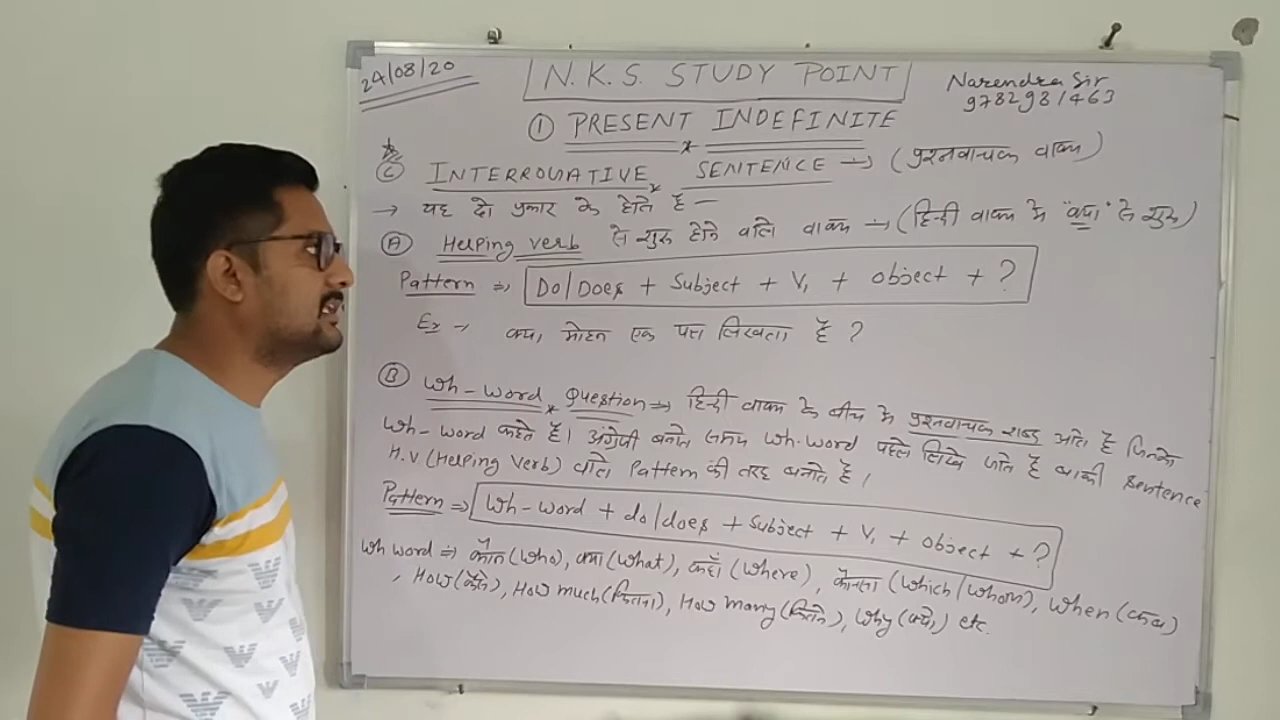 24/08/20
N.K.S. STUDY POINT
Narendra Sir
9782981463
① PRESENT INDEFINITE
Ⓒ INTERROUATIVE SENTENCE → (प्रश्नवाचक वाक्य)
→ यह दो प्रकार के होते है –
Ⓐ Helping verb से शुरू होने वाले वाक्य → (हिन्दी वाक्य मे "क्या" से शुरू)
Pattern ⇒ Do/Does + Subject + V₁ + object + ?
Ex → क्या, मोहन एक पत्र लिखता है ?
Ⓑ Wh-word Question ⇒ हिन्दी वाक्य के बीच मे प्रश्नवाचक शब्द आते है जिनको
Wh-word कहते है। अंग्रेजी बनाते समय Wh.word पहले लिखे जाते है बाकी Sentence
H.V (Helping Verb) वाले Pattern की तरह बनाते है।
Pattern ⇒ Wh-word + do/does + Subject + V₁ + object + ?
Wh word ⇒ कौन (Who), क्या (What), कहाँ (Where), कौनसा (Which/Whom), When (कब)
, How (कैसे), How much (कितना), How many (कितने), Why (क्यो) etc.